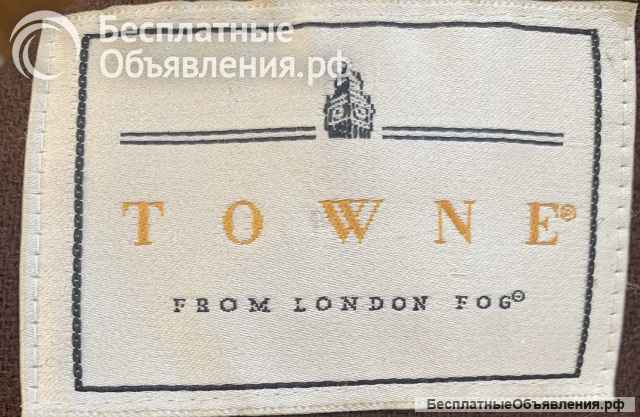 Бесплатные
Объявления.рф
TOWNE®
FROM LONDON FOG®
БесплатныеОбъявления.рф